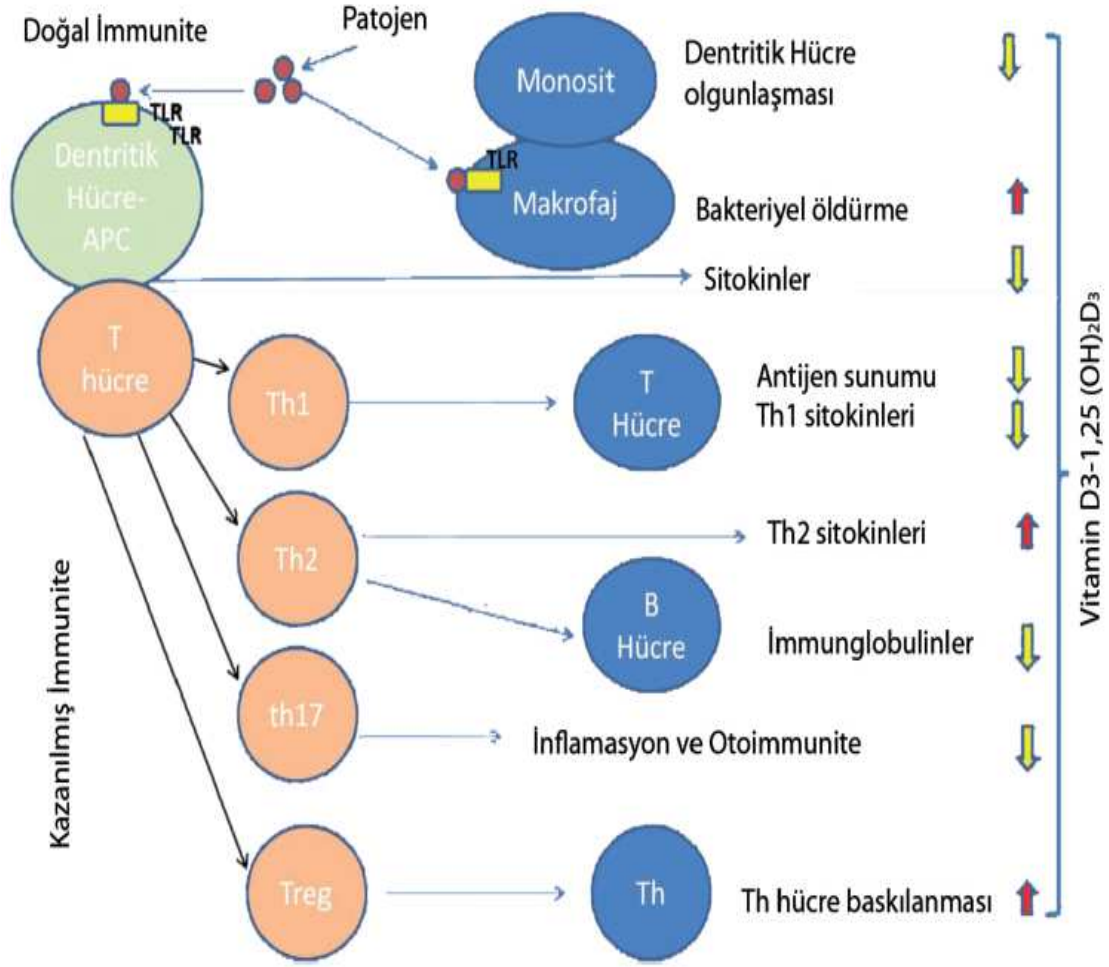 Doğal İmmunite
Patojen
TLR
TLR
Dentritik
Hücre-
APC
Monosit
TLR
Makrofaj
Dentritik Hücre
olgunlaşması
Bakteriyel öldürme
Sitokinler
T
hücre
Th1
T
Hücre
Antijen sunumu
Th1 sitokinleri
Th2
Th2 sitokinleri
B
Hücre
İmmunglobulinler
th17
İnflamasyon ve Otoimmunite
Treg
Th
Th hücre baskılanması
Kazanılmış İmmunite
Vitamin D3-1,25 (OH)₂D₃